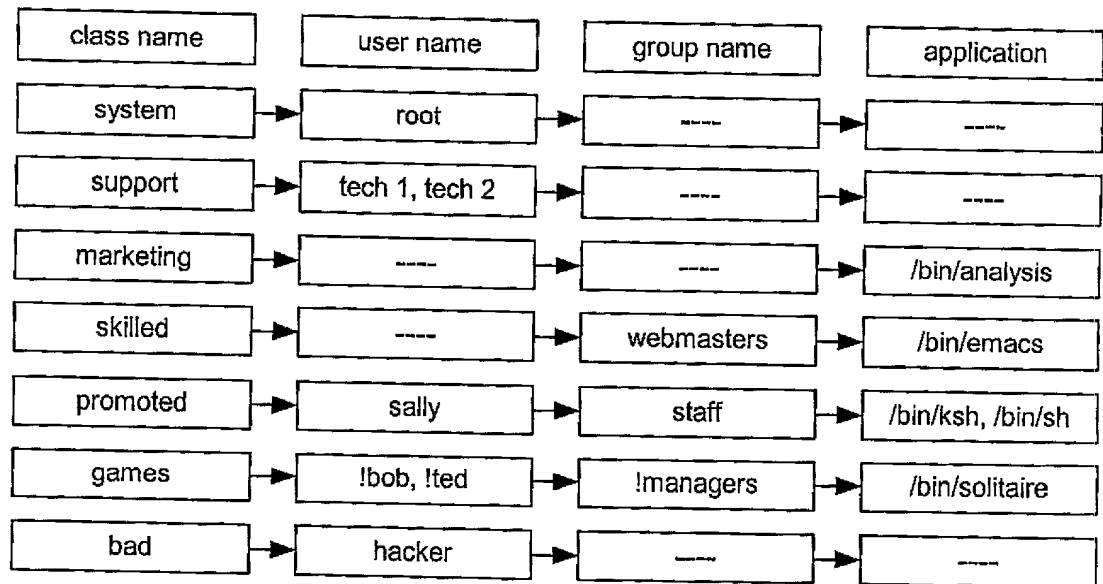 class name user name group name application
system root ---- ----
support tech 1, tech 2 ---- ----
marketing ---- ---- /bin/analysis
skilled ---- webmasters /bin/emacs
promoted sally staff /bin/ksh, /bin/sh
games !bob, !ted !managers /bin/solitaire
bad hacker ---- ----